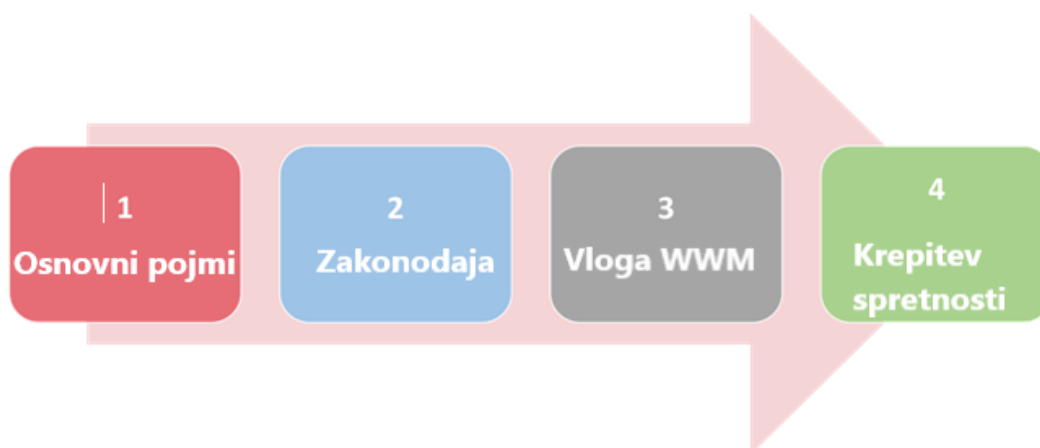 1
Osnovni pojmi
2
Zakonodaja
3
Vloga WWM
4
Krepitev
spretnosti